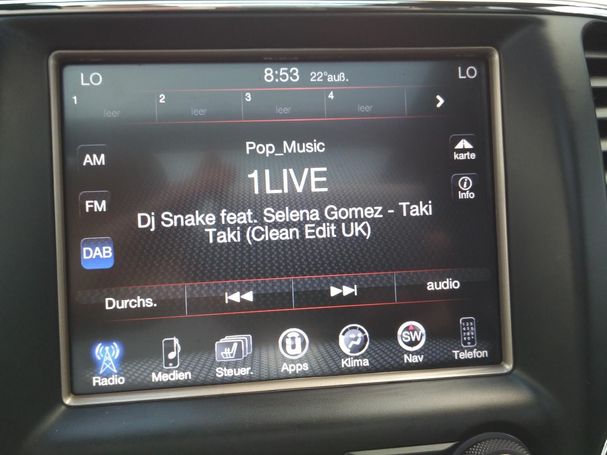 LO 8:53 22°auß. LO
1 leer 2 leer 3 leer 4 leer
Pop_Music
AM karte
1LIVE
Info
FM
Dj Snake feat. Selena Gomez - Taki
Taki (Clean Edit UK)
DAB
Durchs. audio
Radio Medien Steuer. Apps Klima SW Nav Telefon